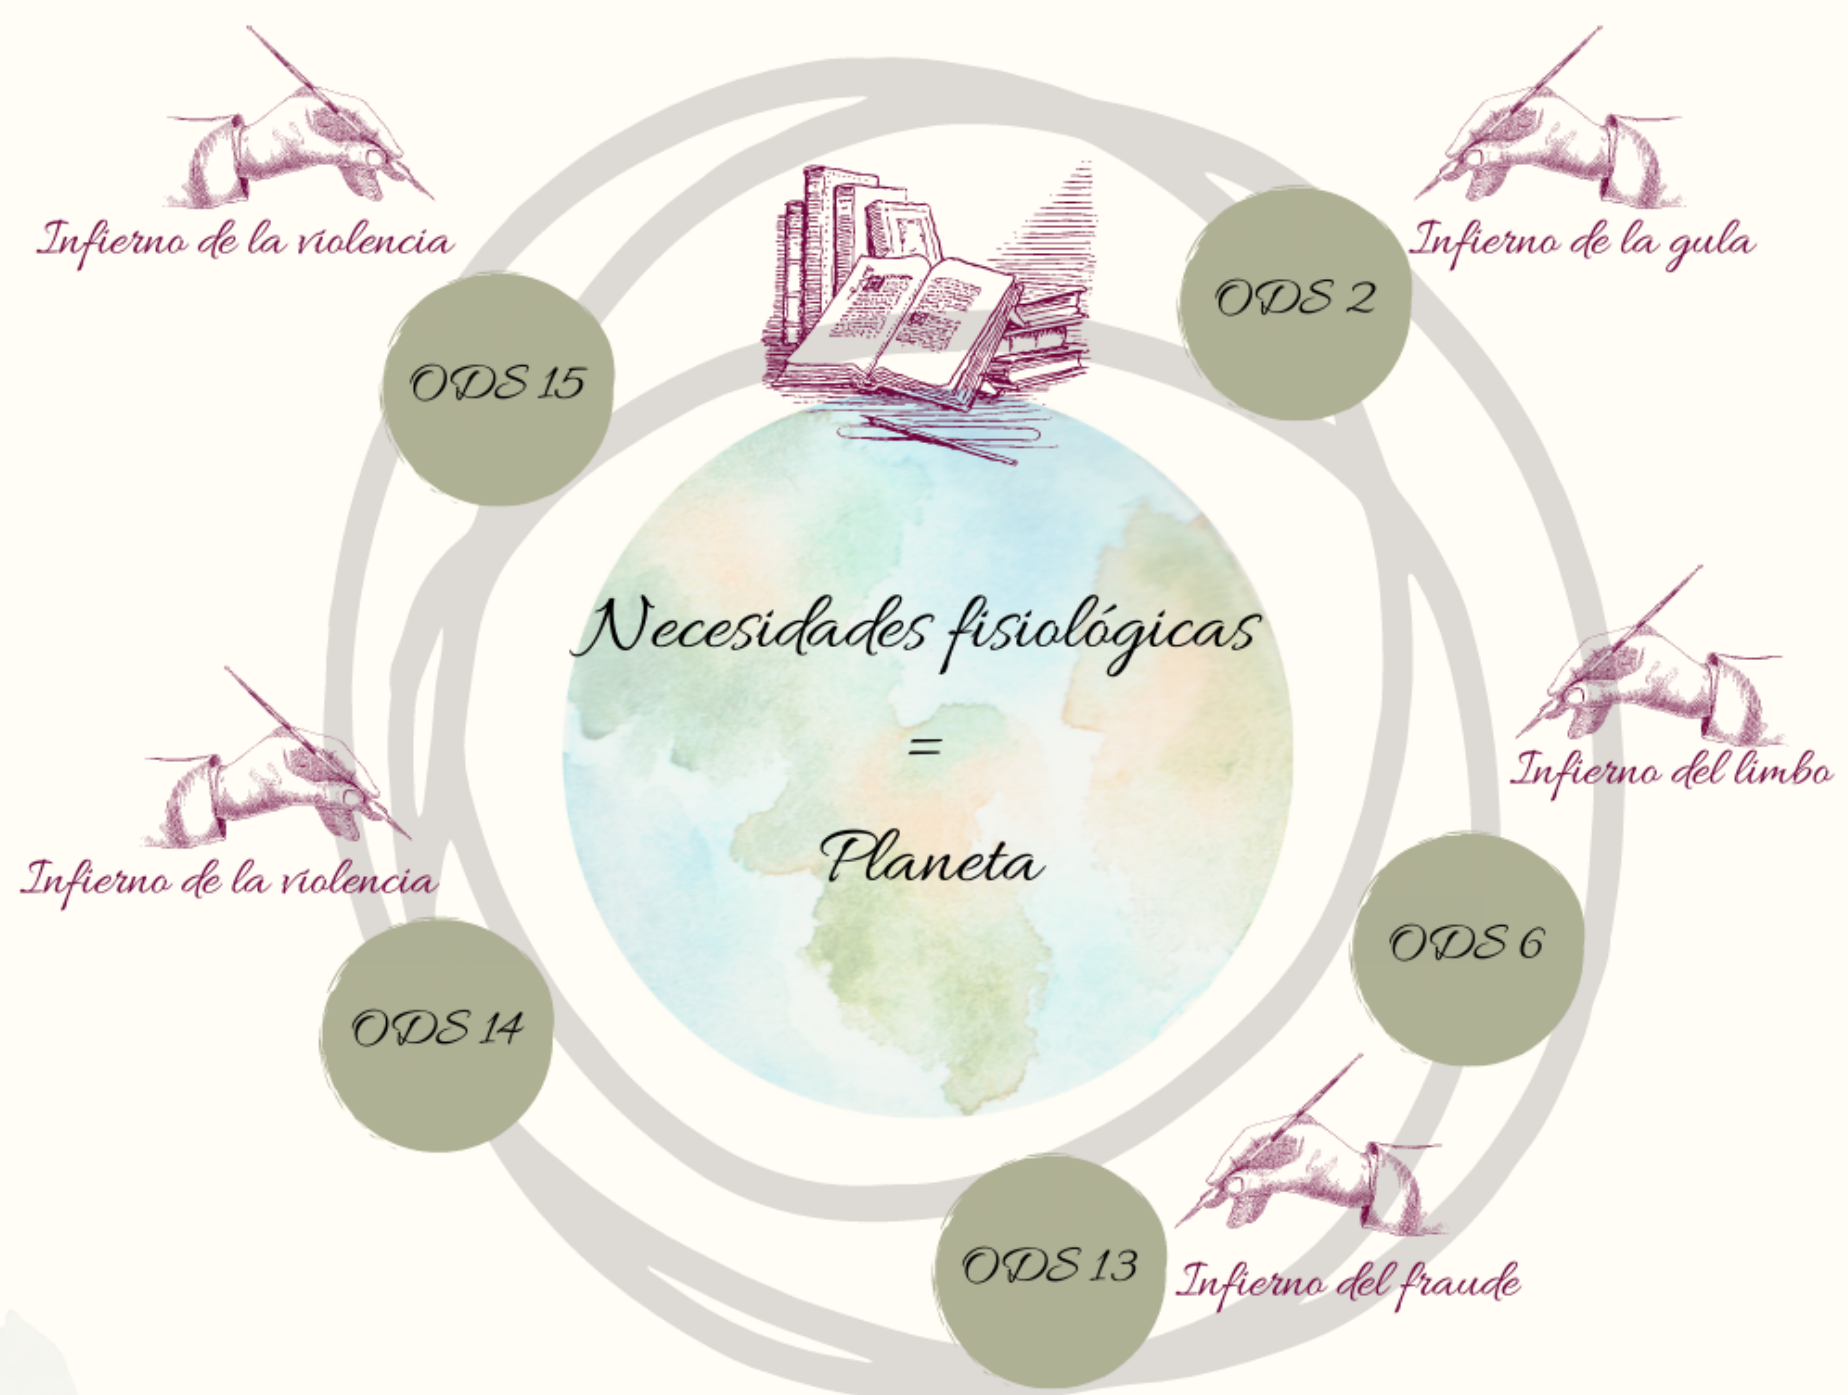 Infierno de la violencia
Infierno de la gula
ODS 2
ODS 15
Necesidades fisiológicas
=
Planeta
Infierno del limbo
Infierno de la violencia
ODS 6
ODS 14
ODS 13
Infierno del fraude